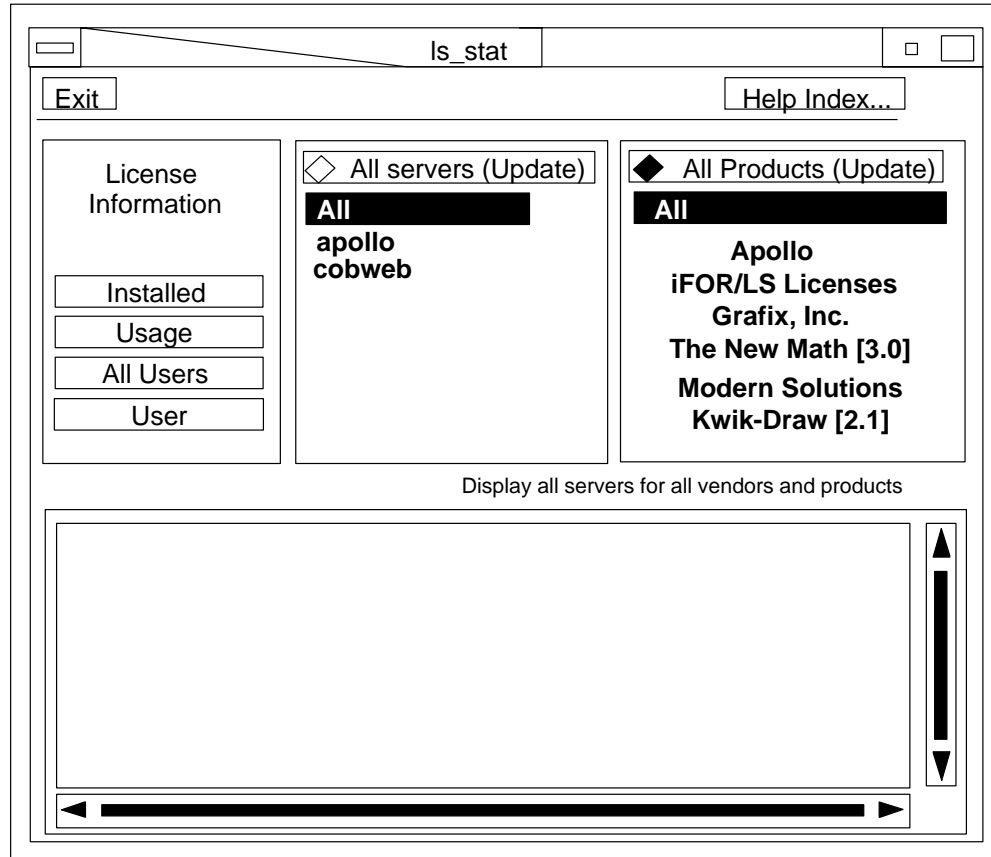 ls_stat
Exit
Help Index...
License
Information
Installed
Usage
All Users
User
All servers (Update)
All
apollo
cobweb
All Products (Update)
All
Apollo
iFOR/LS Licenses
Grafix, Inc.
The New Math [3.0]
Modern Solutions
Kwik-Draw [2.1]
Display all servers for all vendors and products